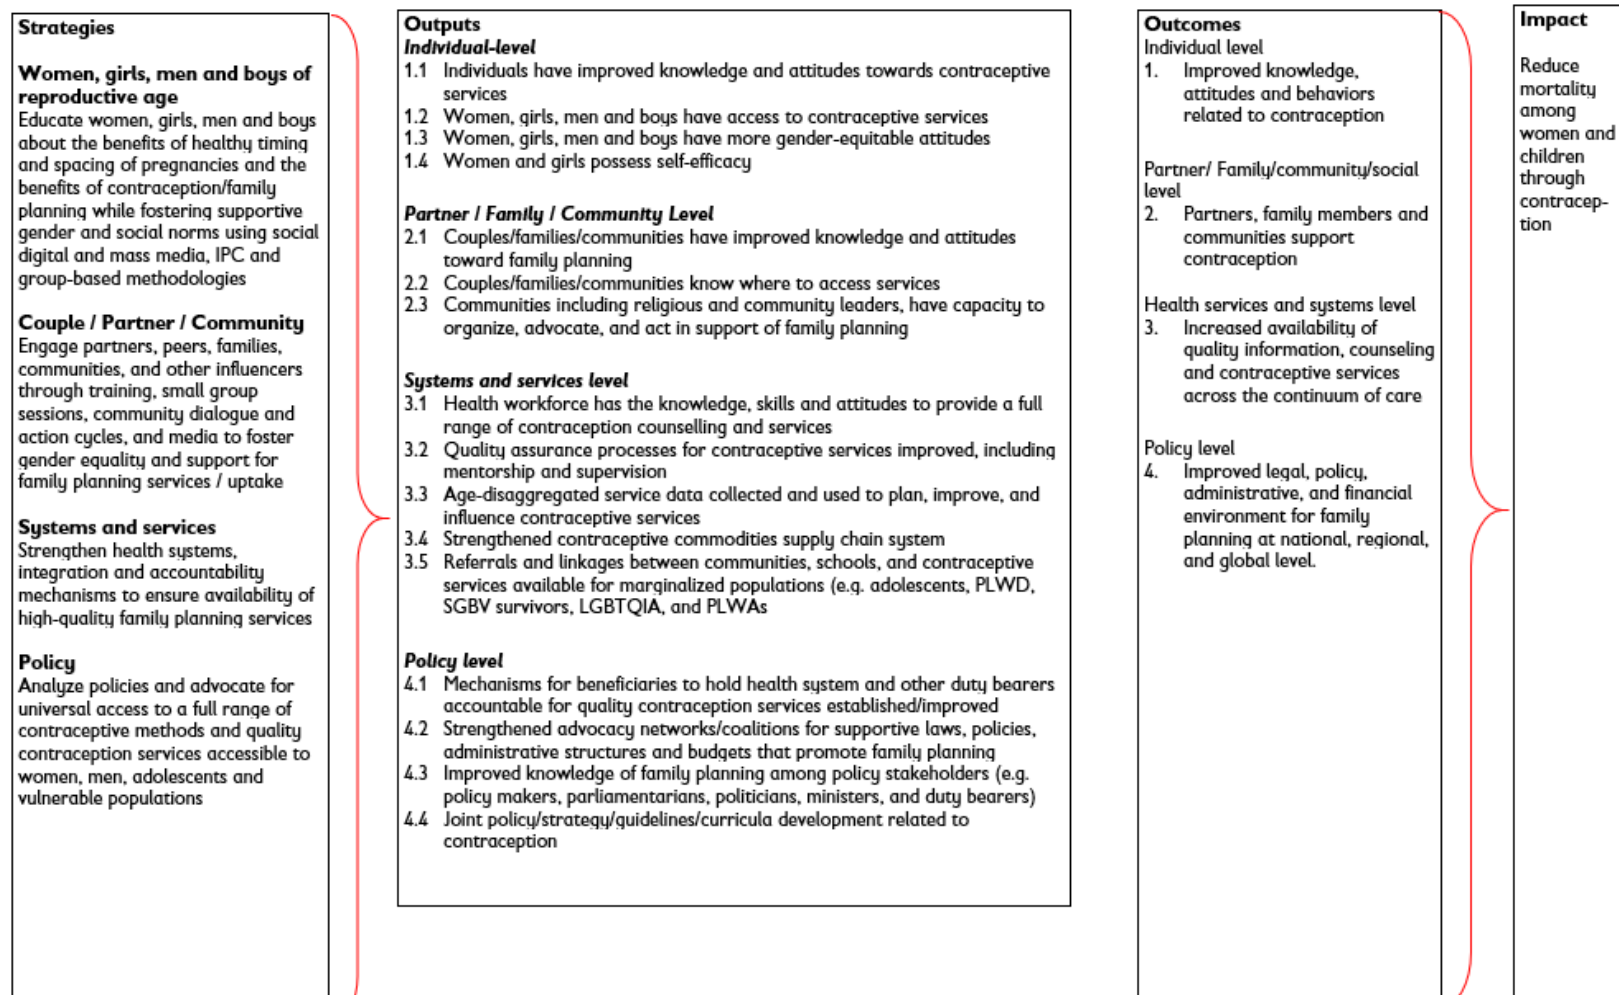 Strategies
Women, girls, men and boys of
reproductive age
Educate women, girls, men and boys
about the benefits of healthy timing
and spacing of pregnancies and the
benefits of contraception/family
planning while fostering supportive
gender and social norms using social
digital and mass media, IPC and
group-based methodologies
Couple / Partner / Community
Engage partners, peers, families,
communities, and other influencers
through training, small group
sessions, community dialogue and
action cycles, and media to foster
gender equality and support for
family planning services / uptake
Systems and services
Strengthen health systems,
integration and accountability
mechanisms to ensure availability of
high-quality family planning services
Policy
Analyze policies and advocate for
universal access to a full range of
contraceptive methods and quality
contraception services accessible to
women, men, adolescents and
vulnerable populations
Outputs
Individual-level
1.1 Individuals have improved knowledge and attitudes towards contraceptive
services
1.2 Women, girls, men and boys have access to contraceptive services
1.3 Women, girls, men and boys have more gender-equitable attitudes
1.4 Women and girls possess self-efficacy
Partner / Family / Community Level
2.1 Couples/families/communities have improved knowledge and attitudes
toward family planning
2.2 Couples/families/communities know where to access services
2.3 Communities including religious and community leaders, have capacity to
organize, advocate, and act in support of family planning
Systems and services level
3.1 Health workforce has the knowledge, skills and attitudes to provide a full
range of contraception counselling and services
3.2 Quality assurance processes for contraceptive services improved, including
mentorship and supervision
3.3 Age-disaggregated service data collected and used to plan, improve, and
influence contraceptive services
3.4 Strengthened contraceptive commodities supply chain system
3.5 Referrals and linkages between communities, schools, and contraceptive
services available for marginalized populations (e.g. adolescents, PLWD,
SGBV survivors, LGBTQIA, and PLWAs
Policy level
4.1 Mechanisms for beneficiaries to hold health system and other duty bearers
accountable for quality contraception services established/improved
4.2 Strengthened advocacy networks/coalitions for supportive laws, policies,
administrative structures and budgets that promote family planning
4.3 Improved knowledge of family planning among policy stakeholders (e.g.
policy makers, parliamentarians, politicians, ministers, and duty bearers)
4.4 Joint policy/strategy/guidelines/curricula development related to
contraception
Outcomes
Individual level
1. Improved knowledge,
attitudes and behaviors
related to contraception
Partner/ Family/community/social
level
2. Partners, family members and
communities support
contraception
Health services and systems level
3. Increased availability of
quality information, counseling
and contraceptive services
across the continuum of care
Policy level
4. Improved legal, policy,
administrative, and financial
environment for family
planning at national, regional,
and global level.
Impact
Reduce
mortality
among
women and
children
through
contracep-
tion